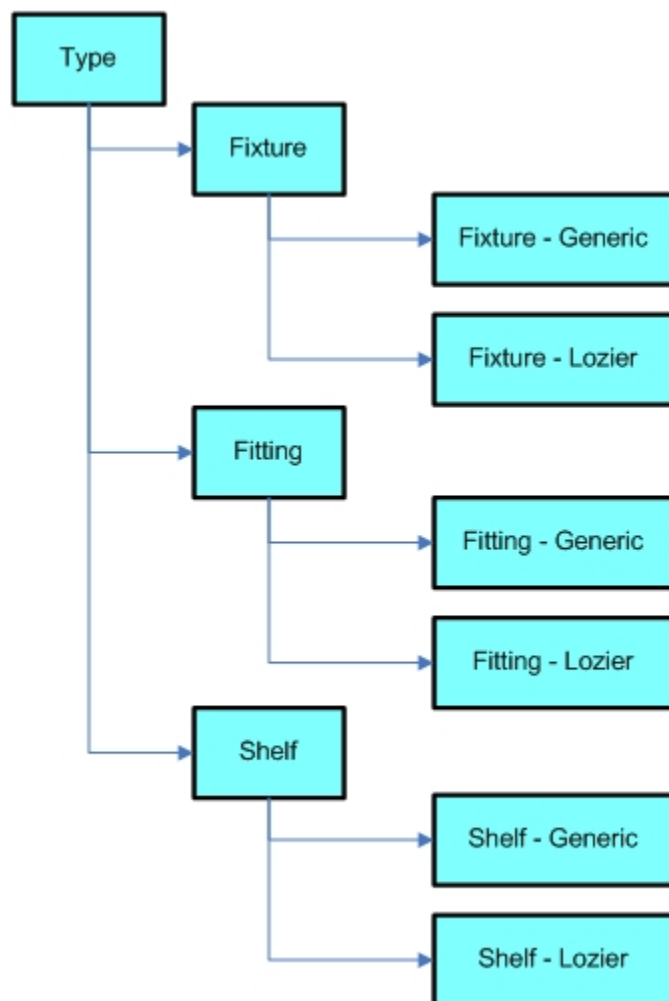 Type
Fixture
Fixture - Generic
Fixture - Lozier
Fitting
Fitting - Generic
Fitting - Lozier
Shelf
Shelf - Generic
Shelf - Lozier